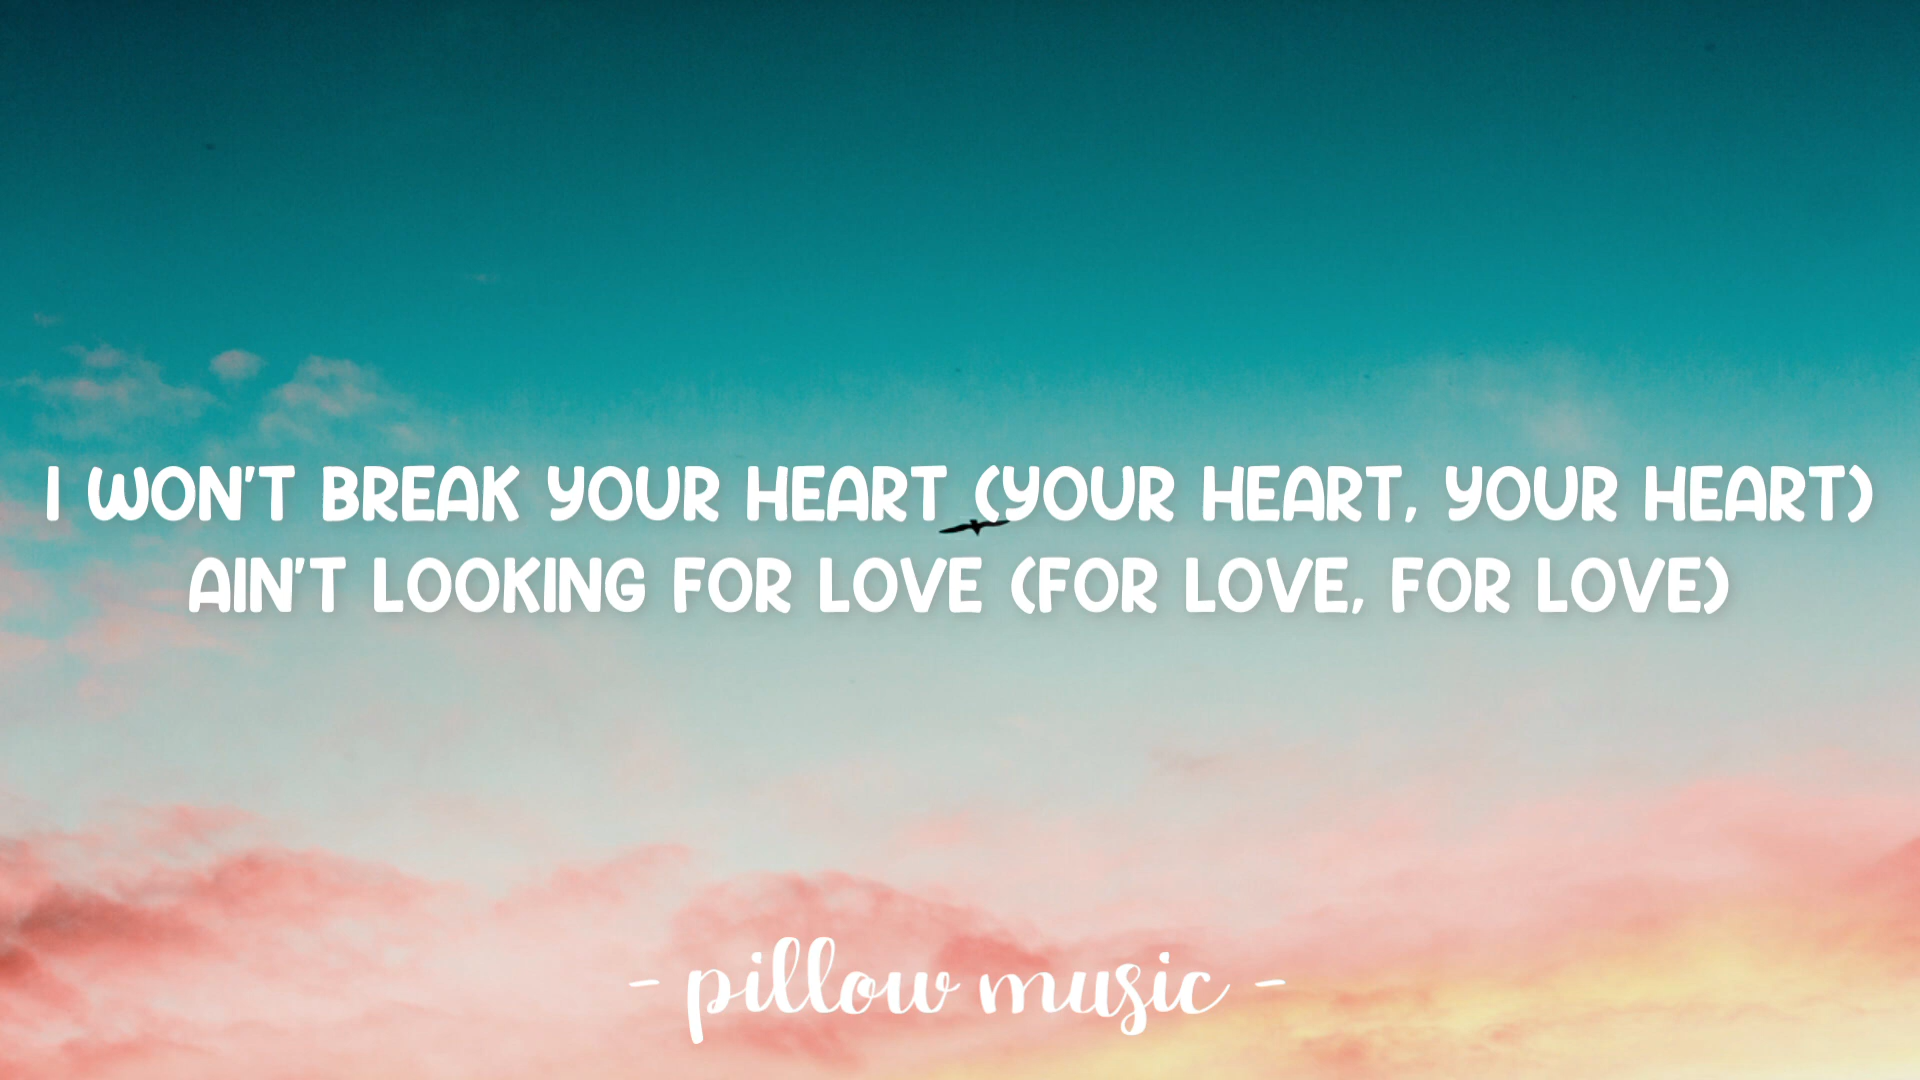 I WON'T BREAK YOUR HEART (YOUR HEART, YOUR HEART)
AIN'T LOOKING FOR LOVE (FOR LOVE, FOR LOVE)
- pillow music -